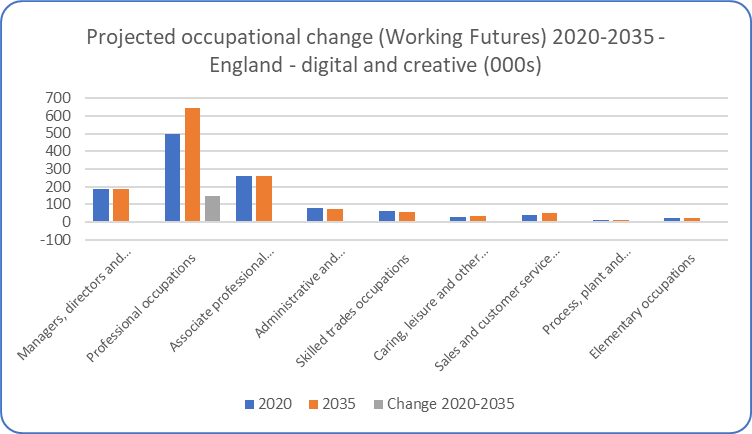 Projected occupational change (Working Futures) 2020-2035 -
England - digital and creative (000s)
700
600
500
400
300
200
100
0
-100
Managers, directors and...
Professional occupations
Associate professional...
Administrative and...
Skilled trades occupations
Caring, leisure and other...
Sales and customer service...
Process, plant and...
Elementary occupations
2020
2035
Change 2020-2035